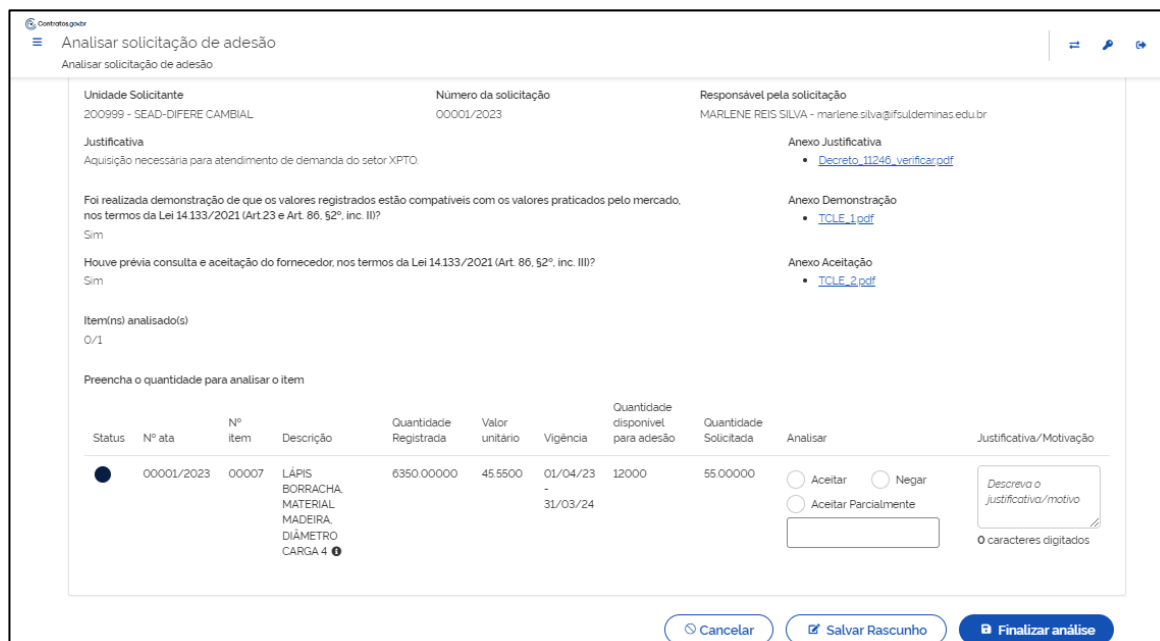 Contratos.gov.br
Analisar solicitação de adesão
Analisar solicitação de adesão
Unidade Solicitante
200999 - SEAD-DIFERE CAMBIAL
Número da solicitação
00001/2023
Responsável pela solicitação
MARLENE REIS SILVA - marlene.silva@ifsuldeminas.edu.br
Justificativa
Aquisição necessária para atendimento de demanda do setor XPTO.
Anexo Justificativa
Decreto_11246_verificar.pdf
Foi realizada demonstração de que os valores registrados estão compatíveis com os valores praticados pelo mercado,
nos termos da Lei 14.133/2021 (Art.23 e Art. 86, §2º, inc. II)?
Sim
Anexo Demonstração
TCLE_1.pdf
Houve prévia consulta e aceitação do fornecedor, nos termos da Lei 14.133/2021 (Art. 86, §2º, inc. III)?
Sim
Anexo Aceitação
TCLE_2.pdf
Item(ns) analisado(s)
0/1
Preencha o quantidade para analisar o item
Status
Nº ata
Nº
item
Descrição
Quantidade
Registrada
Valor
unitário
Vigência
Quantidade
disponível
para adesão
Quantidade
Solicitada
Analisar
Justificativa/Motivação
00001/2023
00007
LÁPIS
BORRACHA,
MATERIAL
MADEIRA,
DIÂMETRO
CARGA 4
6350.00000
45.5500
01/04/23
-
31/03/24
12000
55.00000
Aceitar
Negar
Aceitar Parcialmente
Descreva o
justificativa/motivo
0 caracteres digitados
Cancelar
Salvar Rascunho
Finalizar análise